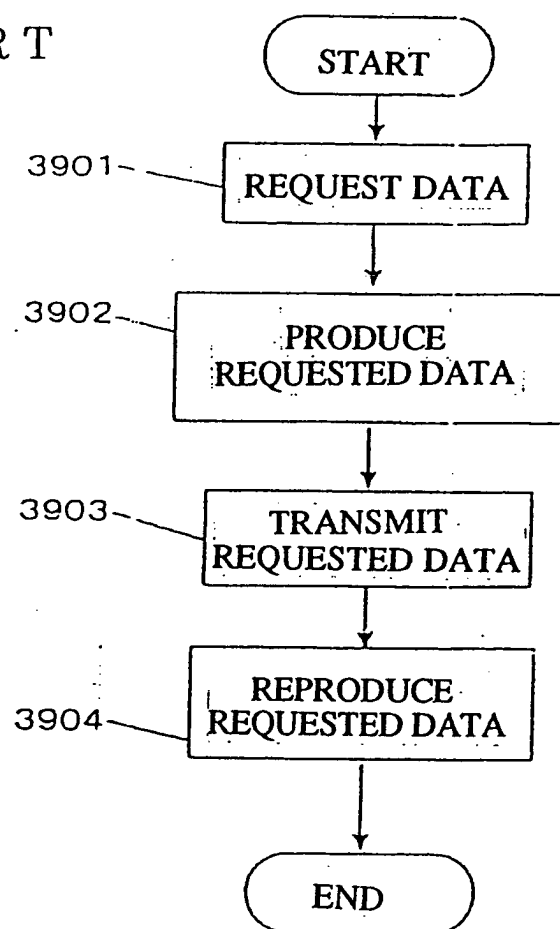 R T
START
3901
REQUEST DATA
3902
PRODUCE
REQUESTED DATA
3903
TRANSMIT
REQUESTED DATA
3904
REPRODUCE
REQUESTED DATA
END